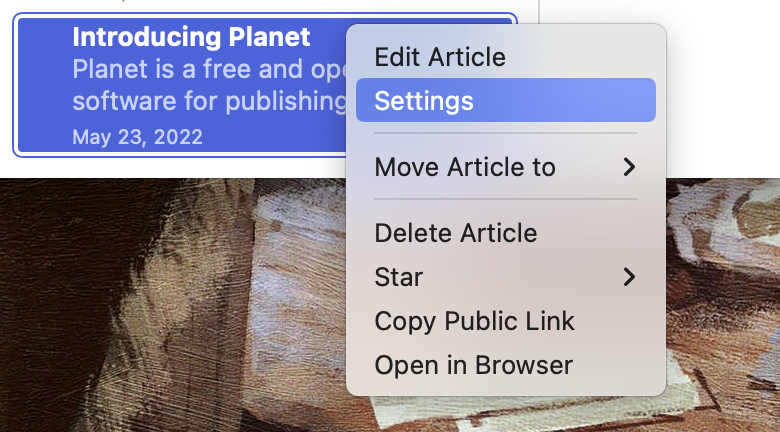 Introducing Planet
Planet is a free and ope
software for publishing
May 23, 2022
Edit Article
Settings
Move Article to
Delete Article
Star
Copy Public Link
Open in Browser